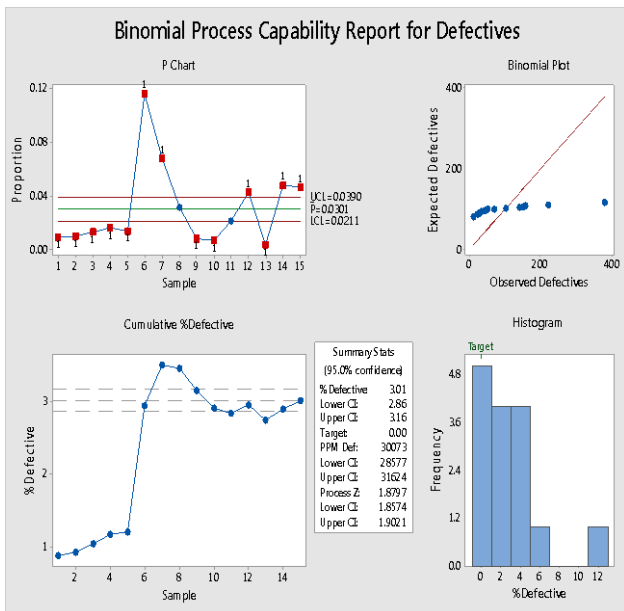 Binomial Process Capability Report for Defectives
P Chart
0.12
0.08
0.04
0.00
Proportion
1 1 1 1 1 1 1 1 1 1 1 1 1
UCL=0.0390
P̅=0.0301
LCL=0.0211
1 2 3 4 5 6 7 8 9 10 11 12 13 14 15
Sample
Binomial Plot
400
200
0
Expected Defectives
0 200 400
Observed Defectives
Cumulative %Defective
4
3
2
1
%Defective
2 4 6 8 10 12 14
Sample
Summary Stats
(95.0% confidence)
%Defective: 3.01
Lower CI: 2.86
Upper CI: 3.16
Target: 0.00
PPM Def: 30073
Lower CI: 28577
Upper CI: 31624
Process Z: 1.8797
Lower CI: 1.8574
Upper CI: 1.9021
Histogram
Target
4.8
3.6
2.4
1.2
0.0
Frequency
0 2 4 6 8 10 12
%Defective